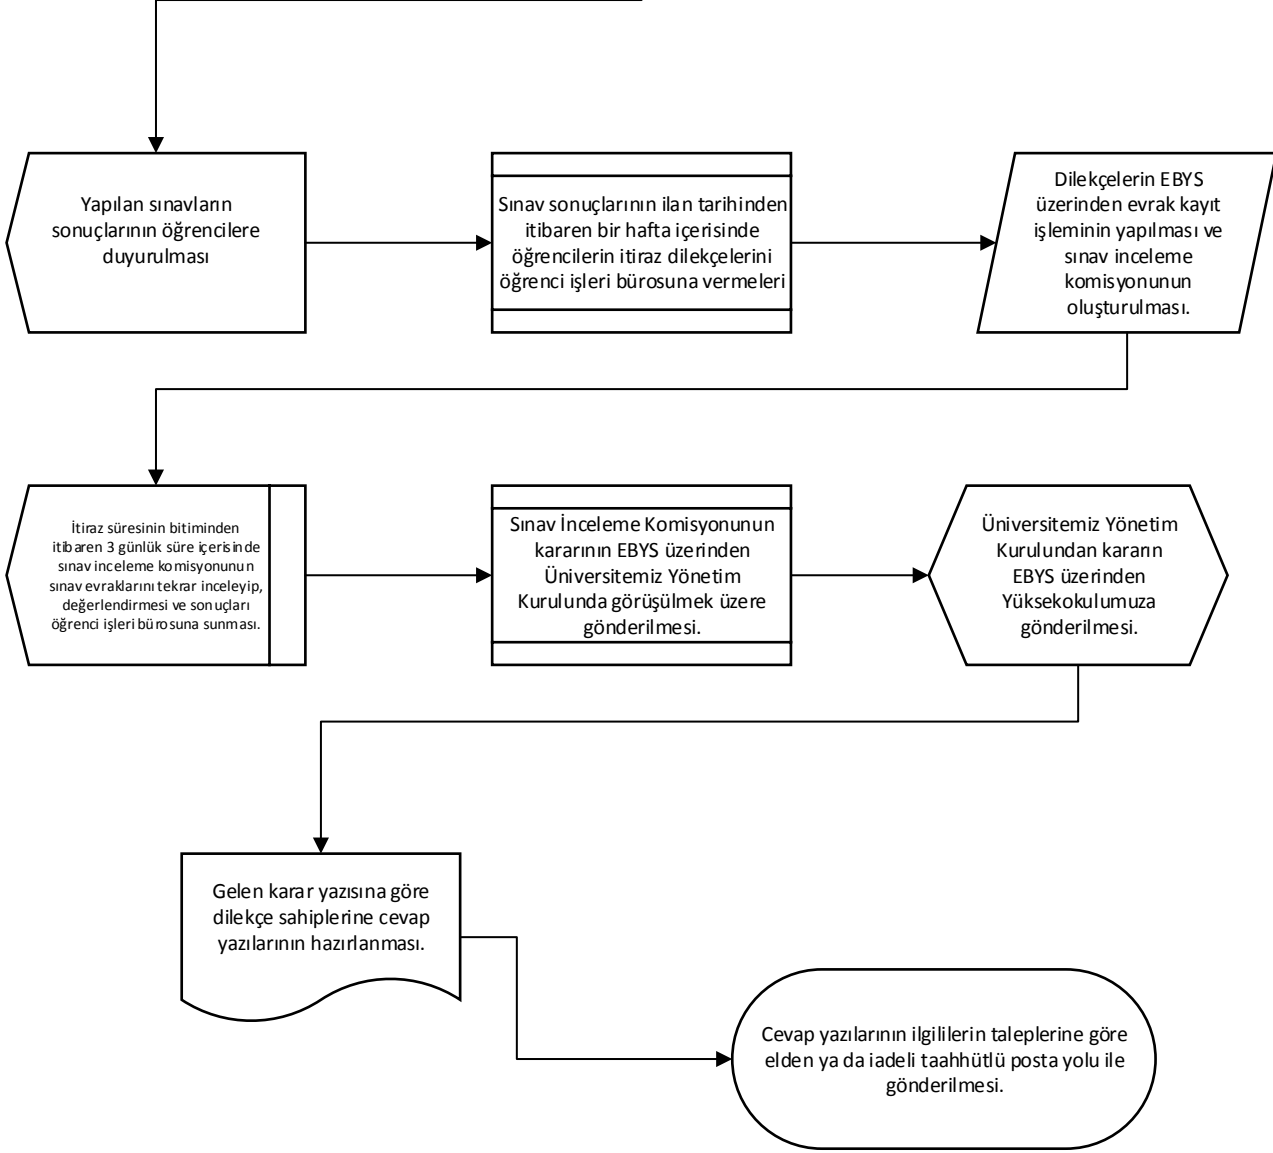 Yapılan sınavların
sonuçlarının öğrencilere
duyurulması
Sınav sonuçlarının ilan tarihinden
itibaren bir hafta içerisinde
öğrencilerin itiraz dilekçelerini
öğrenci işleri bürosuna vermeleri
Dilekçelerin EBYS
üzerinden evrak kayıt
işleminin yapılması ve
sınav inceleme
komisyonunun
oluşturulması.
İtiraz süresinin bitiminden
itibaren 3 günlük süre içerisinde
sınav inceleme komisyonunun
sınav evraklarını tekrar inceleyip,
değerlendirmesi ve sonuçları
öğrenci işleri bürosuna sunması.
Sınav İnceleme Komisyonunun
kararının EBYS üzerinden
Üniversitemiz Yönetim
Kurulunda görüşülmek üzere
gönderilmesi.
Üniversitemiz Yönetim
Kurulundan kararın
EBYS üzerinden
Yüksekokulumuza
gönderilmesi.
Gelen karar yazısına göre
dilekçe sahiplerine cevap
yazılarının hazırlanması.
Cevap yazılarının ilgililerin taleplerine göre
elden ya da iadeli taahhütlü posta yolu ile
gönderilmesi.